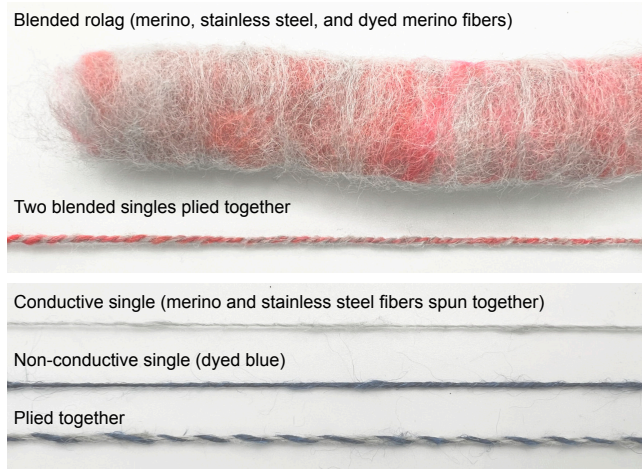 Blended rolag (merino, stainless steel, and dyed merino fibers)
Two blended singles plied together
Conductive single (merino and stainless steel fibers spun together)
Non-conductive single (dyed blue)
Plied together